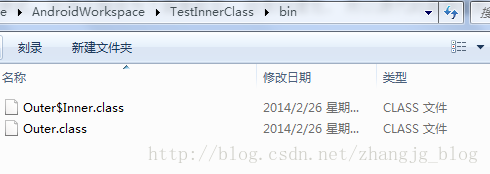 e ▸ AndroidWorkspace ▸ TestInnerClass ▸ bin
刻录 新建文件夹
名称 修改日期 类型
Outer$Inner.class 2014/2/26 星期... CLASS 文件
Outer.class 2014/2/26 星期... CLASS 文件
http://blog.csdn.net/zhangjg_blog